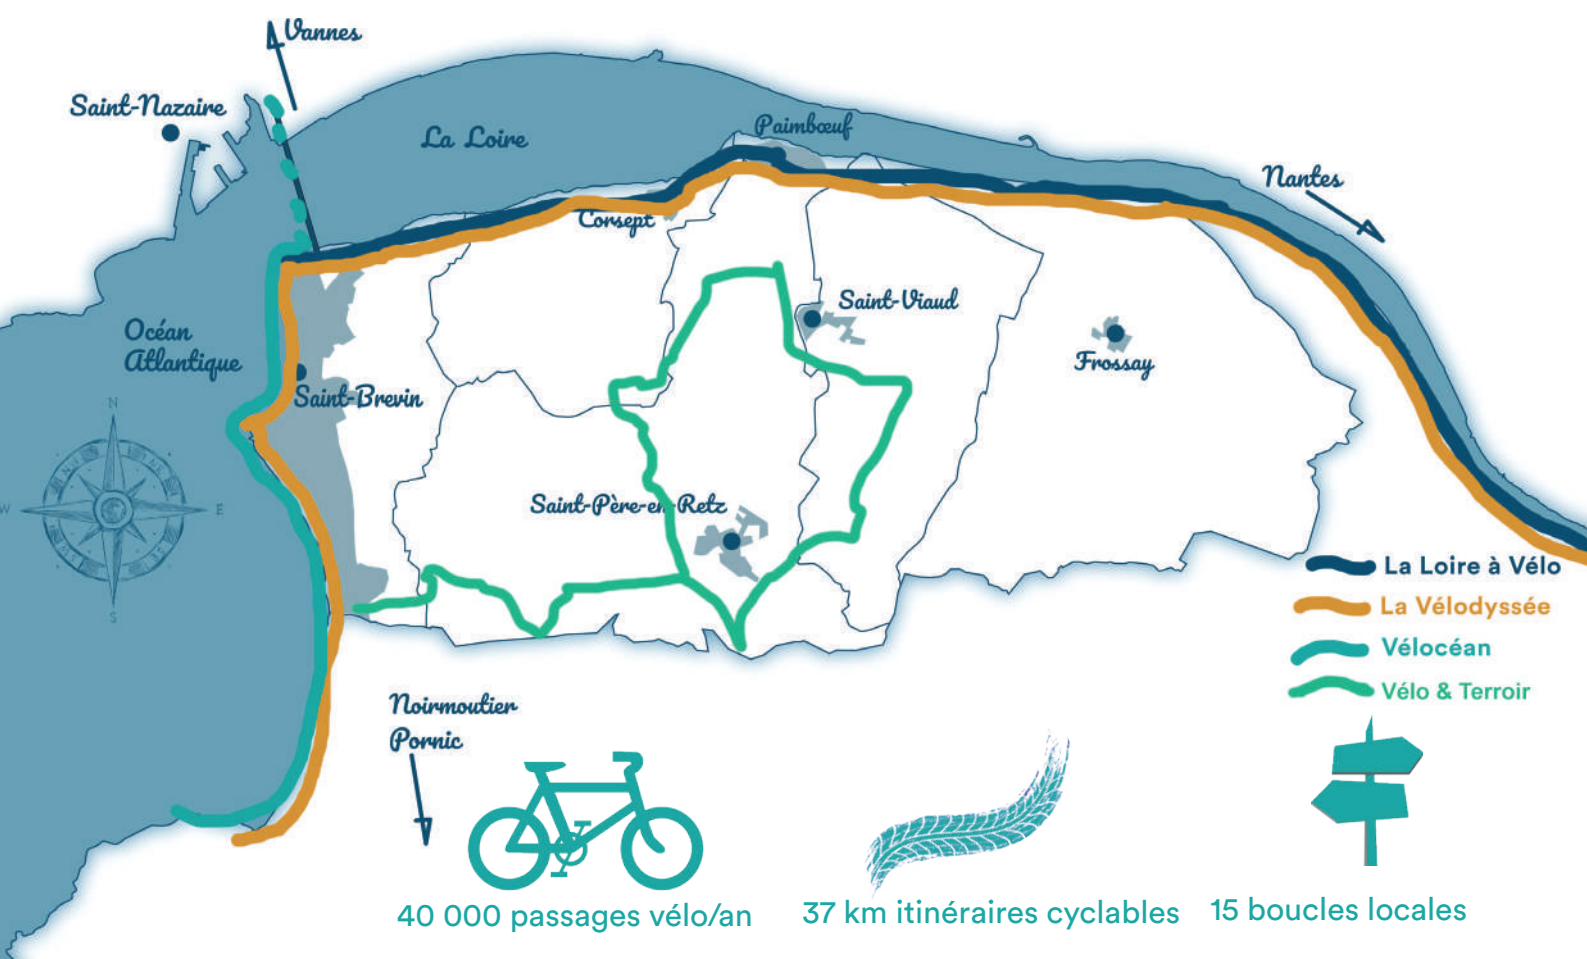 Vannes
Saint-Nazaire
La Loire
Paimbœuf
Nantes
Corsept
Saint-Viaud
Océan
Atlantique
Frossay
Saint-Brevin
N
W
E
S
Saint-Père-en-Retz
La Loire à Vélo
La Vélodyssée
Vélocéan
Vélo & Terroir
Noirmoutier
Pornic
40 000 passages vélo/an
37 km itinéraires cyclables
15 boucles locales